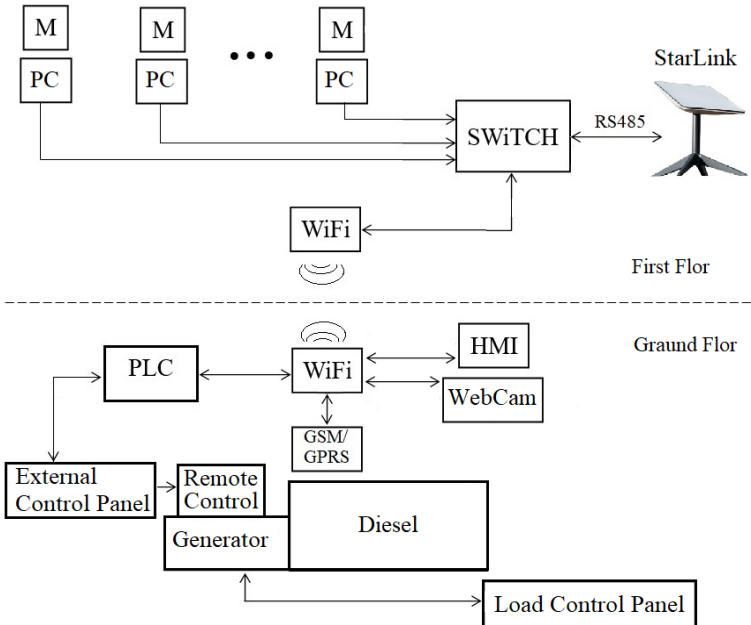 M
M
M
PC
PC
PC
StarLink
SWiTCH
RS485
WiFi
First Flor
Ground Flor
PLC
WiFi
HMI
WebCam
GSM/
GPRS
External
Control Panel
Remote
Control
Generator
Diesel
Load Control Panel